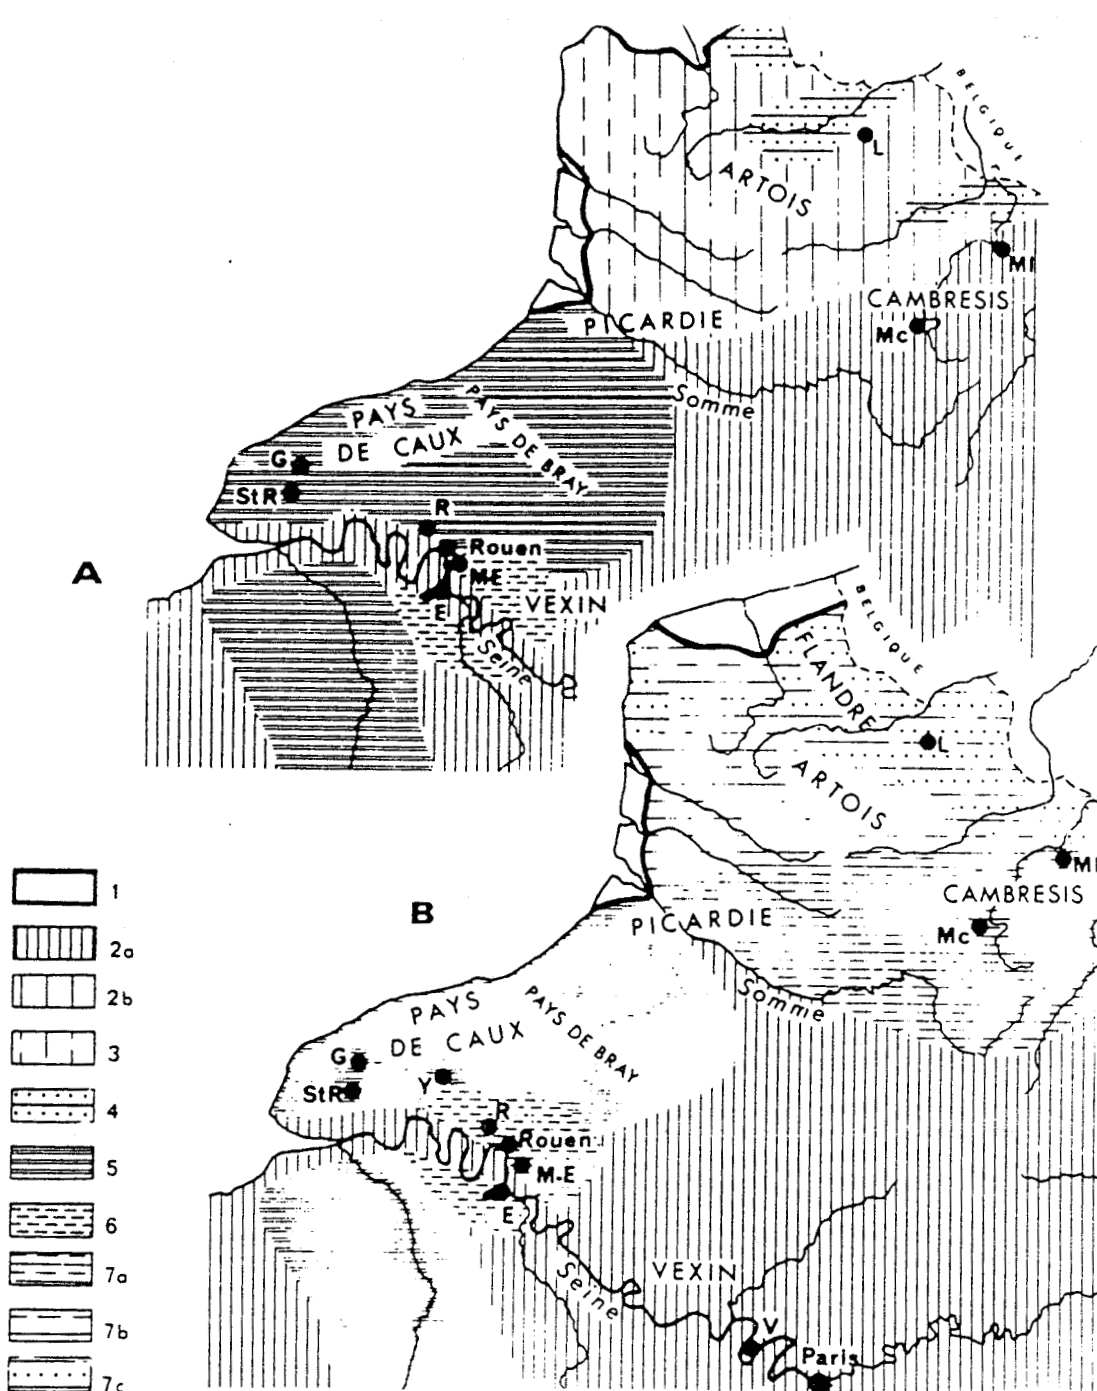 BELGIQUE
L
ARTOIS
MI
CAMBRESIS
PICARDIE
Mc
Somme
PAYS
DE CAUX
PAYS DE BRAY
G
StR
R
Rouen
M-E
A
E
VEXIN
Seine
BELGIQUE
FLANDRE
L
ARTOIS
MI
CAMBRESIS
B
PICARDIE
Mc
Somme
PAYS
DE CAUX
PAYS DE BRAY
G
Y
StR
R
Rouen
M-E
E
VEXIN
Seine
V
Paris
1
2a
2b
3
4
5
6
7a
7b
7c